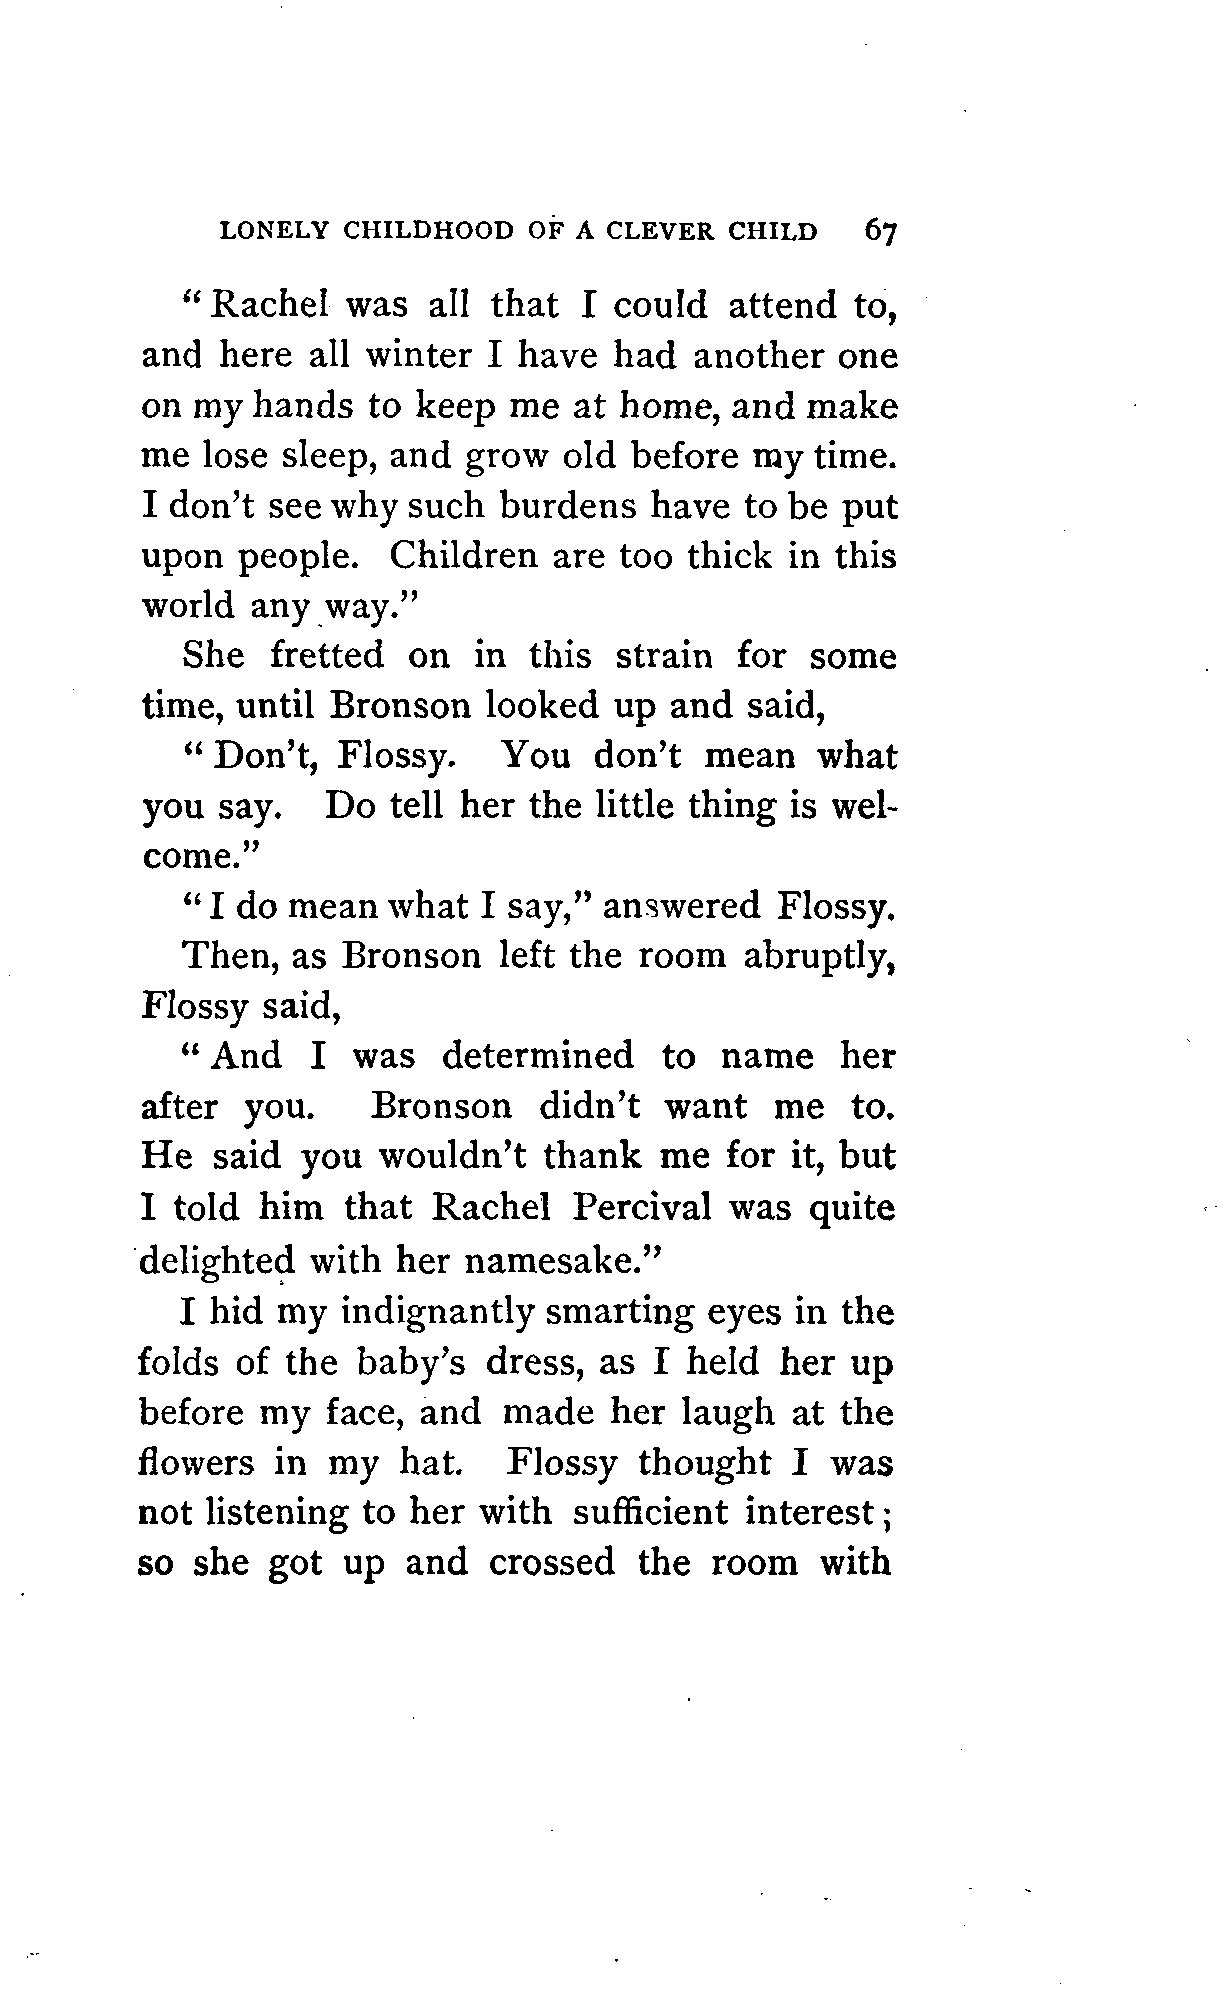 LONELY CHILDHOOD OF A CLEVER CHILD 67
" Rachel was all that I could attend to,
and here all winter I have had another one
on my hands to keep me at home, and make
me lose sleep, and grow old before my time.
I don't see why such burdens have to be put
upon people. Children are too thick in this
world any way."
She fretted on in this strain for some
time, until Bronson looked up and said,
" Don't, Flossy. You don't mean what
you say. Do tell her the little thing is wel-
come."
" I do mean what I say," answered Flossy.
Then, as Bronson left the room abruptly,
Flossy said,
" And I was determined to name her
after you. Bronson didn't want me to.
He said you wouldn't thank me for it, but
I told him that Rachel Percival was quite
delighted with her namesake."
I hid my indignantly smarting eyes in the
folds of the baby's dress, as I held her up
before my face, and made her laugh at the
flowers in my hat. Flossy thought I was
not listening to her with sufficient interest;
so she got up and crossed the room with